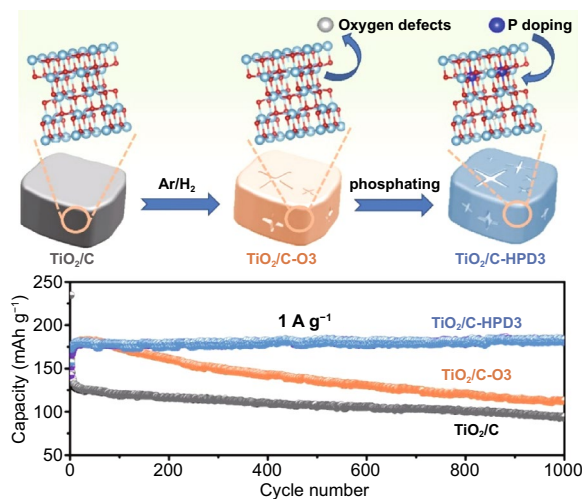 Oxygen defects
P doping
Ar/H₂
phosphating
TiO₂/C
TiO₂/C-O3
TiO₂/C-HPD3
250
200
150
100
50
Capacity (mAh g⁻¹)
1 A g⁻¹
TiO₂/C-HPD3
TiO₂/C-O3
TiO₂/C
0
200
400
600
800
1000
Cycle number